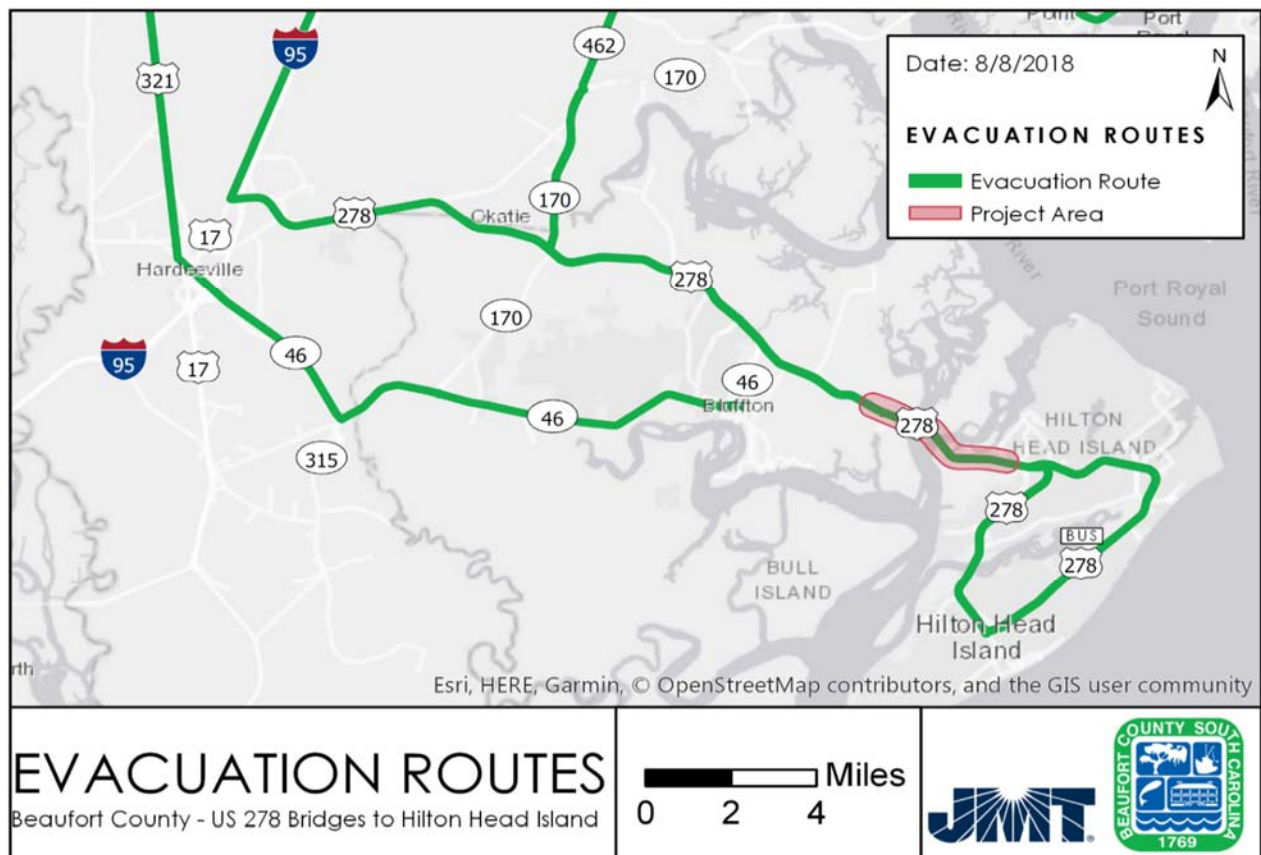 Port
Royal
95
462
170
321
Date: 8/8/2018
N
EVACUATION ROUTES
Evacuation Route
Project Area
170
278
Okatie
17
Hardeeville
278
River
Port Royal
Sound
170
95
17
46
46
Bluffton
46
278
HILTON
HEAD ISLAND
315
278
BUS
278
BULL
ISLAND
Hilton Head
Island
Esri, HERE, Garmin, © OpenStreetMap contributors, and the GIS user community
EVACUATION ROUTES
Beaufort County - US 278 Bridges to Hilton Head Island
Miles
0 2 4
JMT
BEAUFORT COUNTY SOUTH CAROLINA
1769